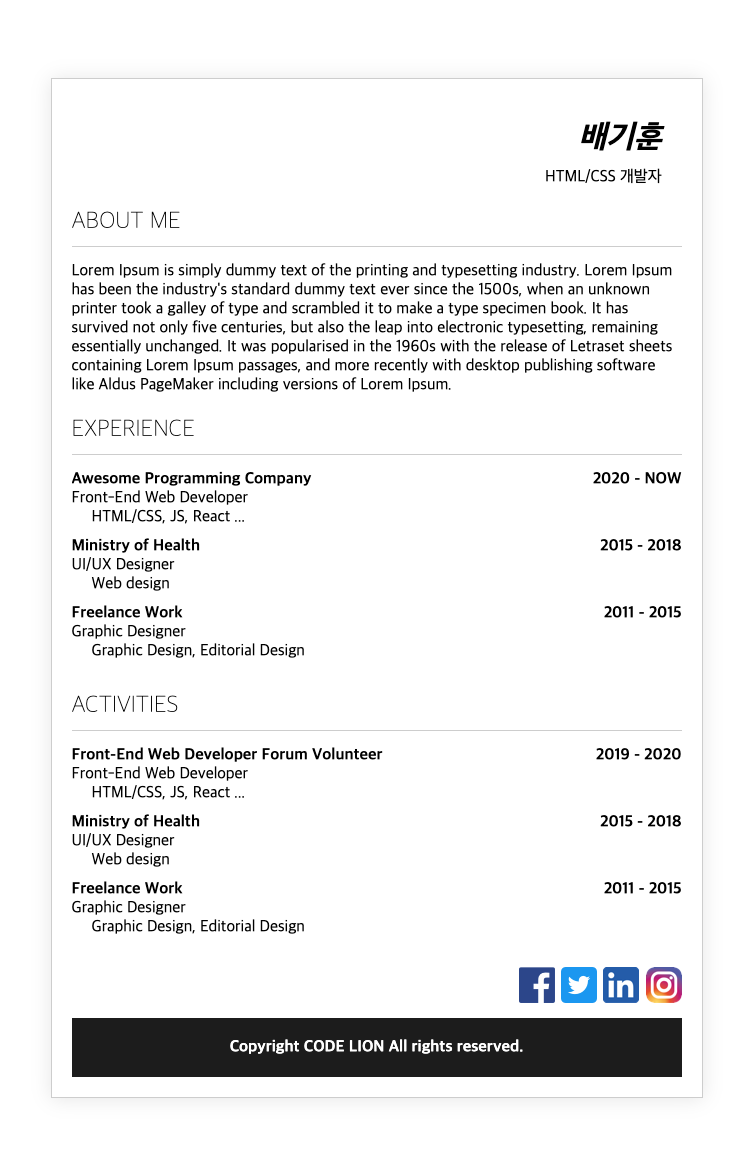 배기훈
HTML/CSS 개발자
ABOUT ME
Lorem Ipsum is simply dummy text of the printing and typesetting industry. Lorem Ipsum
has been the industry's standard dummy text ever since the 1500s, when an unknown
printer took a galley of type and scrambled it to make a type specimen book. It has
survived not only five centuries, but also the leap into electronic typesetting, remaining
essentially unchanged. It was popularised in the 1960s with the release of Letraset sheets
containing Lorem Ipsum passages, and more recently with desktop publishing software
like Aldus PageMaker including versions of Lorem Ipsum.
EXPERIENCE
Awesome Programming Company 2020 - NOW
Front-End Web Developer
HTML/CSS, JS, React ...
Ministry of Health 2015 - 2018
UI/UX Designer
Web design
Freelance Work 2011 - 2015
Graphic Designer
Graphic Design, Editorial Design
ACTIVITIES
Front-End Web Developer Forum Volunteer 2019 - 2020
Front-End Web Developer
HTML/CSS, JS, React ...
Ministry of Health 2015 - 2018
UI/UX Designer
Web design
Freelance Work 2011 - 2015
Graphic Designer
Graphic Design, Editorial Design
f in
Copyright CODE LION All rights reserved.